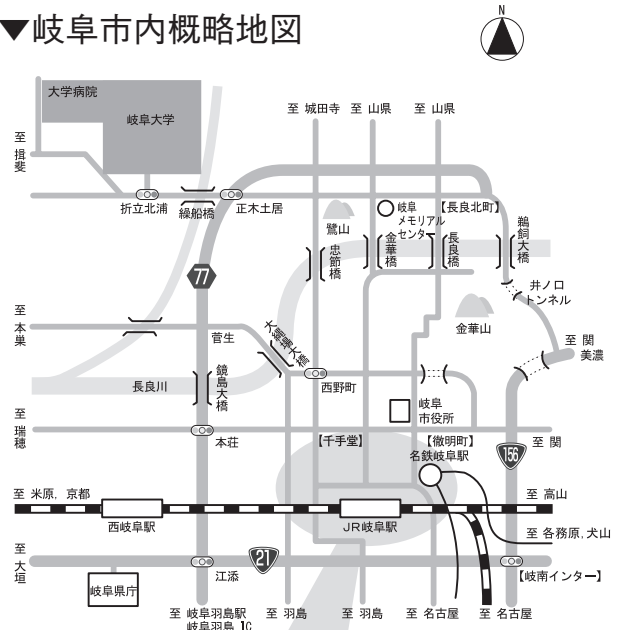 ▼岐阜市内概略地図
N
大学病院
岐阜大学
至 城田寺
至 山県
至 山県
至揖斐
折立北浦
繰船橋
正木土居
鷺山
岐阜
メモリアル
センター
【長良北町】
忠節橋
金華橋
長良橋
鵜飼大橋
77
井ノ口
トンネル
金華山
至 本巣
菅生
大縄場大橋
至 関
美濃
長良川
鏡島大橋
西野町
岐阜
市役所
至 瑞穂
本荘
【千手堂】
【徹明町】
名鉄岐阜駅
156
至 関
至 米原, 京都
至 高山
西岐阜駅
JR岐阜駅
至 各務原, 犬山
至 大垣
21
江添
岐阜県庁
【岐南インター】
至 岐阜羽島駅
岐阜羽島 IC
至 羽島
至 羽島
至 名古屋
至 名古屋